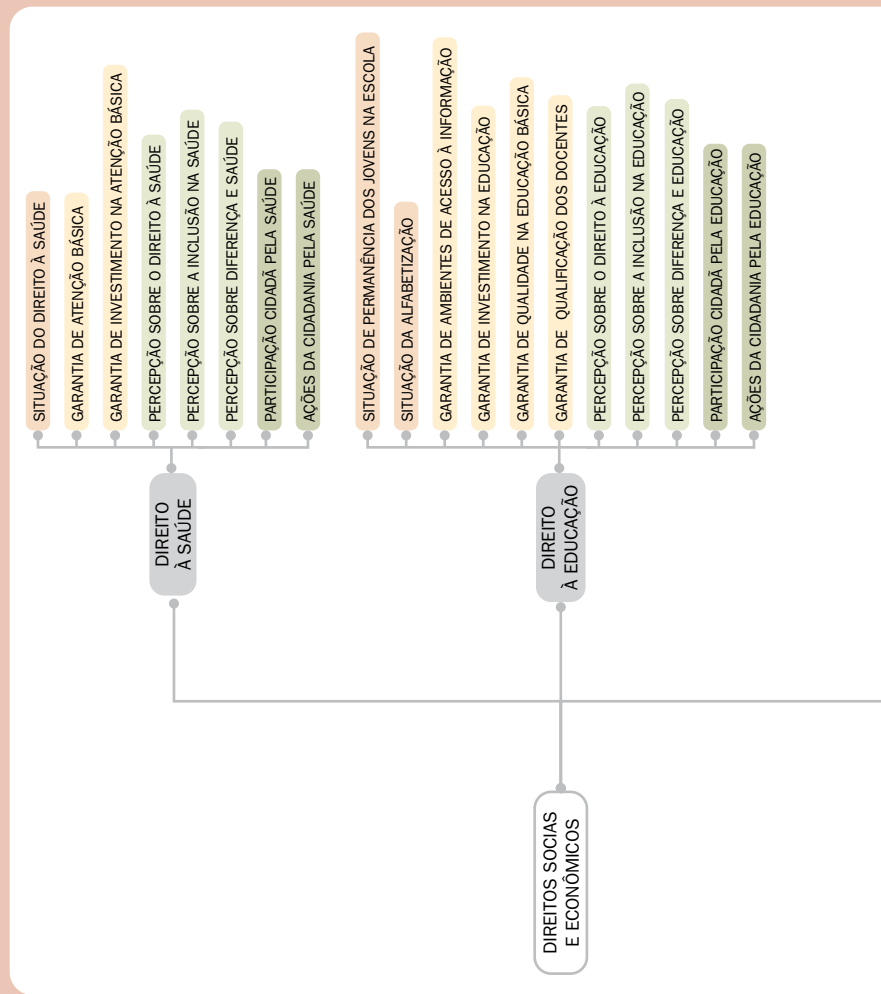 SITUAÇÃO DO DIREITO À SAÚDE
GARANTIA DE ATENÇÃO BÁSICA
GARANTIA DE INVESTIMENTO NA ATENÇÃO BÁSICA
PERCEPÇÃO SOBRE O DIREITO À SAÚDE
PERCEPÇÃO SOBRE A INCLUSÃO NA SAÚDE
PERCEPÇÃO SOBRE DIFERENÇA E SAÚDE
PARTICIPAÇÃO CIDADÃ PELA SAÚDE
AÇÕES DA CIDADANIA PELA SAÚDE
SITUAÇÃO DE PERMANÊNCIA DOS JOVENS NA ESCOLA
SITUAÇÃO DA ALFABETIZAÇÃO
GARANTIA DE AMBIENTES DE ACESSO À INFORMAÇÃO
GARANTIA DE INVESTIMENTO NA EDUCAÇÃO
GARANTIA DE QUALIDADE NA EDUCAÇÃO BÁSICA
GARANTIA DE QUALIFICAÇÃO DOS DOCENTES
PERCEPÇÃO SOBRE O DIREITO À EDUCAÇÃO
PERCEPÇÃO SOBRE A INCLUSÃO NA EDUCAÇÃO
PERCEPÇÃO SOBRE DIFERENÇA E EDUCAÇÃO
PARTICIPAÇÃO CIDADÃ PELA EDUCAÇÃO
AÇÕES DA CIDADANIA PELA EDUCAÇÃO
DIREITO
À SAÚDE
DIREITO
À EDUCAÇÃO
DIREITOS SOCIAS
E ECONÔMICOS